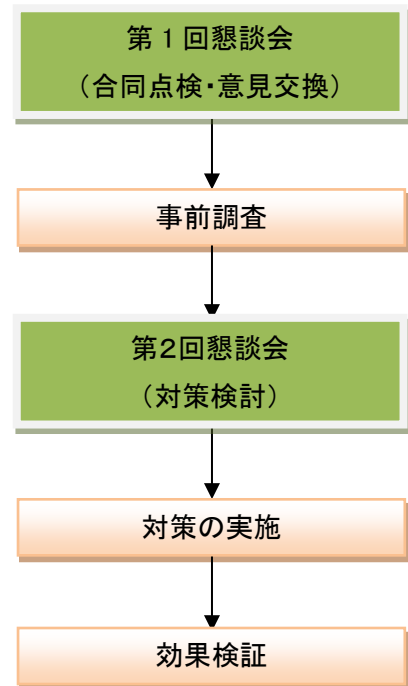 第１回懇談会
（合同点検・意見交換）
事前調査
第２回懇談会
（対策検討）
対策の実施
効果検証